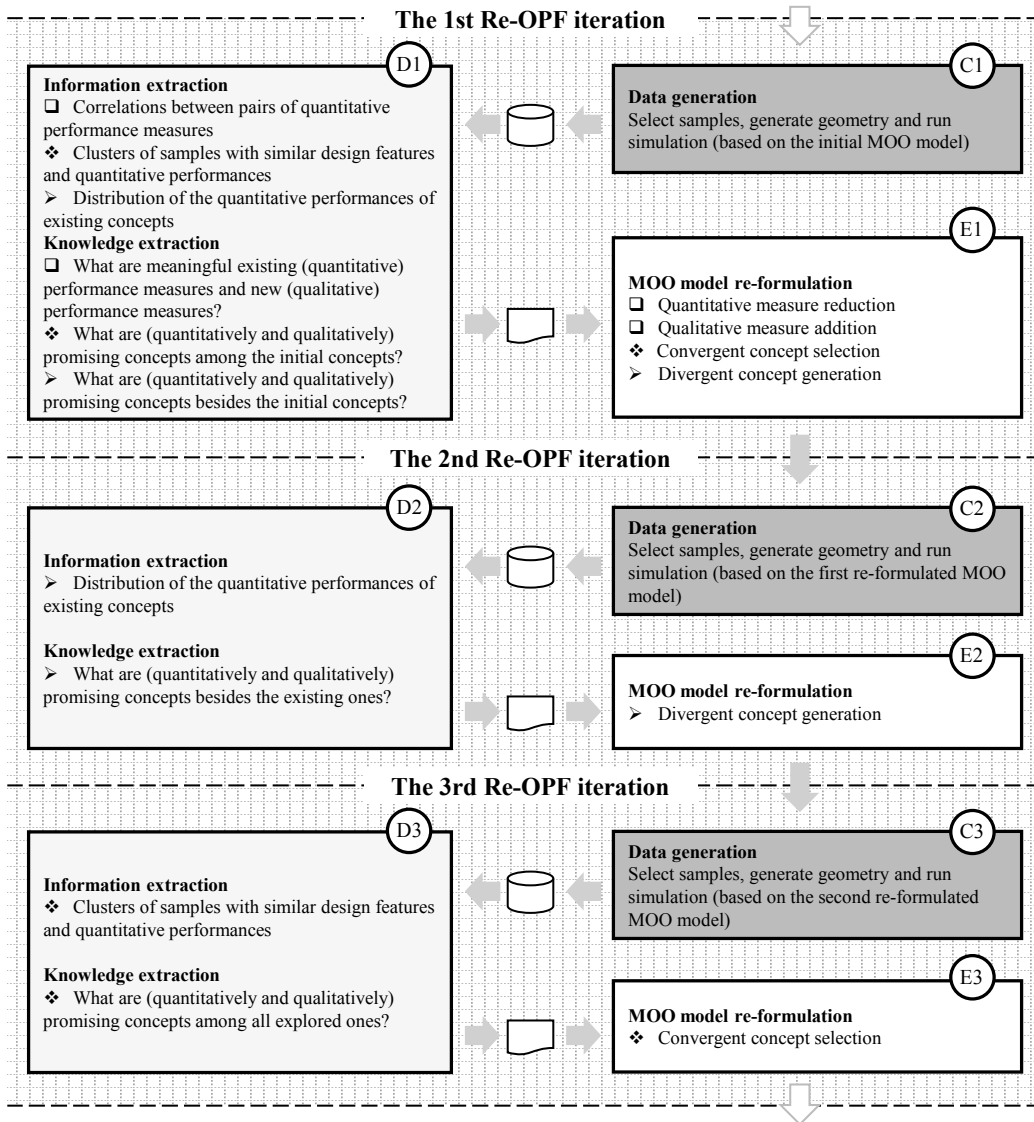 The 1st Re-OPF iteration
D1
Information extraction
❑ Correlations between pairs of quantitative
performance measures
❖ Clusters of samples with similar design features
and quantitative performances
➢ Distribution of the quantitative performances of
existing concepts
Knowledge extraction
❑ What are meaningful existing (quantitative)
performance measures and new (qualitative)
performance measures?
❖ What are (quantitatively and qualitatively)
promising concepts among the initial concepts?
➢ What are (quantitatively and qualitatively)
promising concepts besides the initial concepts?
C1
Data generation
Select samples, generate geometry and run
simulation (based on the initial MOO model)
E1
MOO model re-formulation
❑ Quantitative measure reduction
❑ Qualitative measure addition
❖ Convergent concept selection
➢ Divergent concept generation
The 2nd Re-OPF iteration
D2
Information extraction
➢ Distribution of the quantitative performances of
existing concepts
Knowledge extraction
➢ What are (quantitatively and qualitatively)
promising concepts besides the existing ones?
C2
Data generation
Select samples, generate geometry and run
simulation (based on the first re-formulated MOO
model)
E2
MOO model re-formulation
➢ Divergent concept generation
The 3rd Re-OPF iteration
D3
Information extraction
❖ Clusters of samples with similar design features
and quantitative performances
Knowledge extraction
❖ What are (quantitatively and qualitatively)
promising concepts among all explored ones?
C3
Data generation
Select samples, generate geometry and run
simulation (based on the second re-formulated
MOO model)
E3
MOO model re-formulation
❖ Convergent concept selection